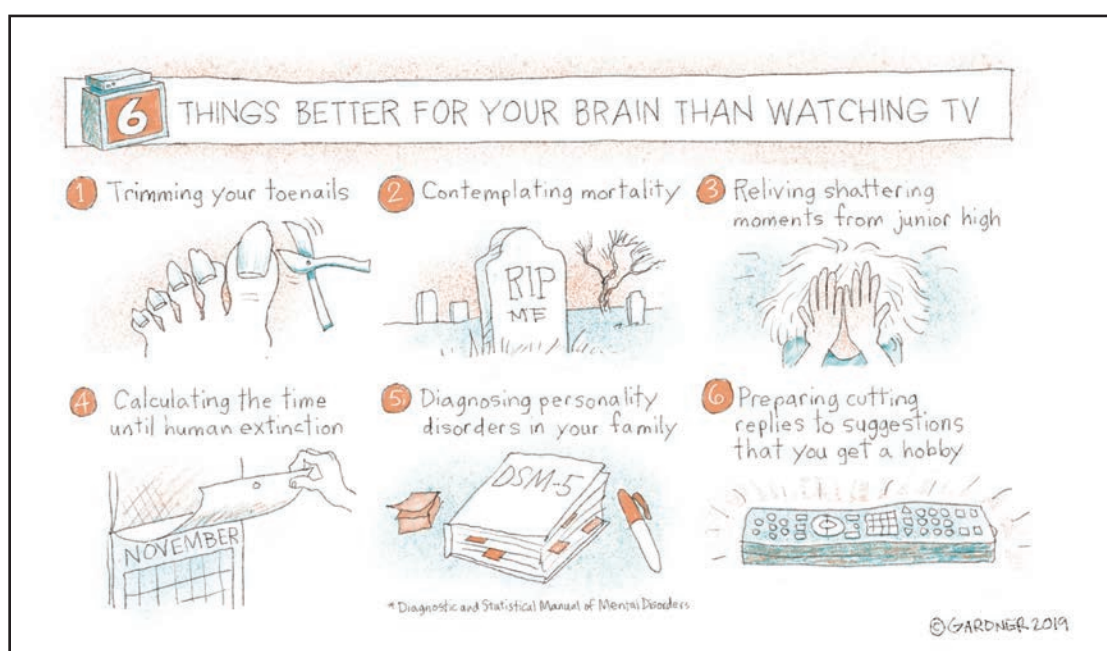 6 THINGS BETTER FOR YOUR BRAIN THAN WATCHING TV
1 Trimming your toenails
2 Contemplating mortality
RIP
ME
3 Reliving shattering
moments from junior high
4 Calculating the time
until human extinction
NOVEMBER
5 Diagnosing personality
disorders in your family
DSM-5
* Diagnostic and Statistical Manual of Mental Disorders
6 Preparing cutting
replies to suggestions
that you get a hobby
© GARDNER 2019